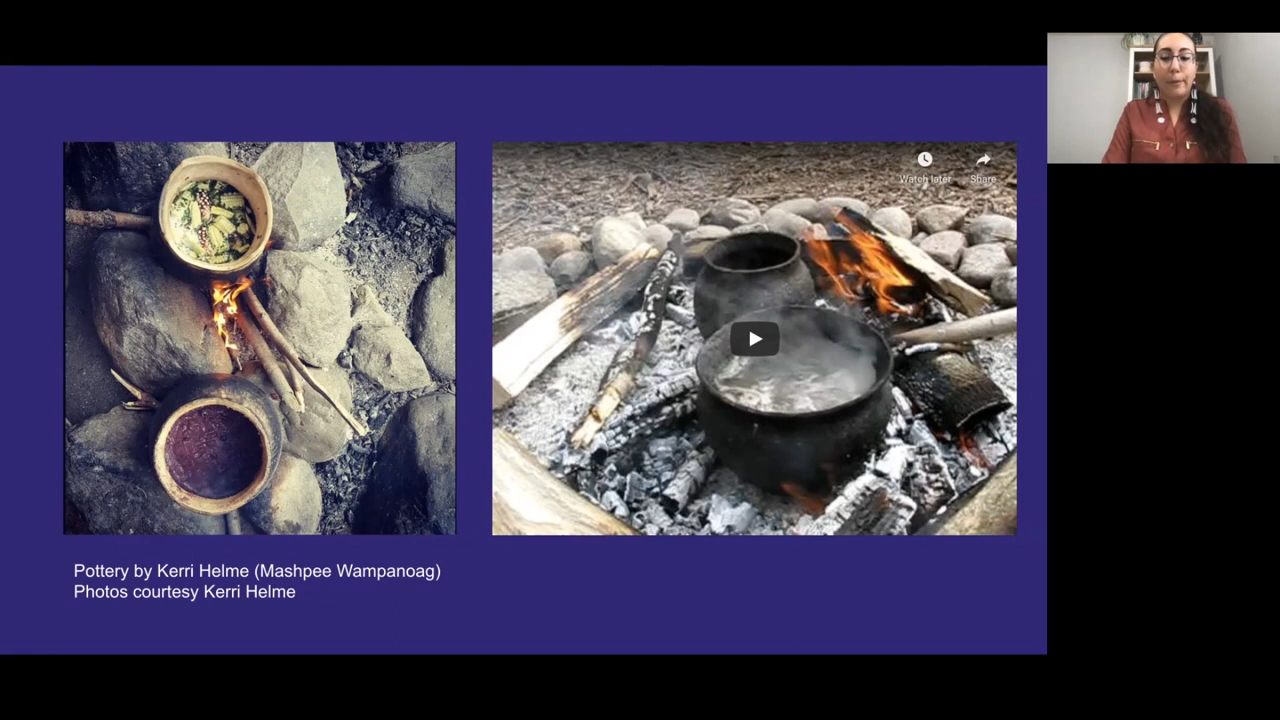 Watch later
Share
Pottery by Kerri Helme (Mashpee Wampanoag)
Photos courtesy Kerri Helme